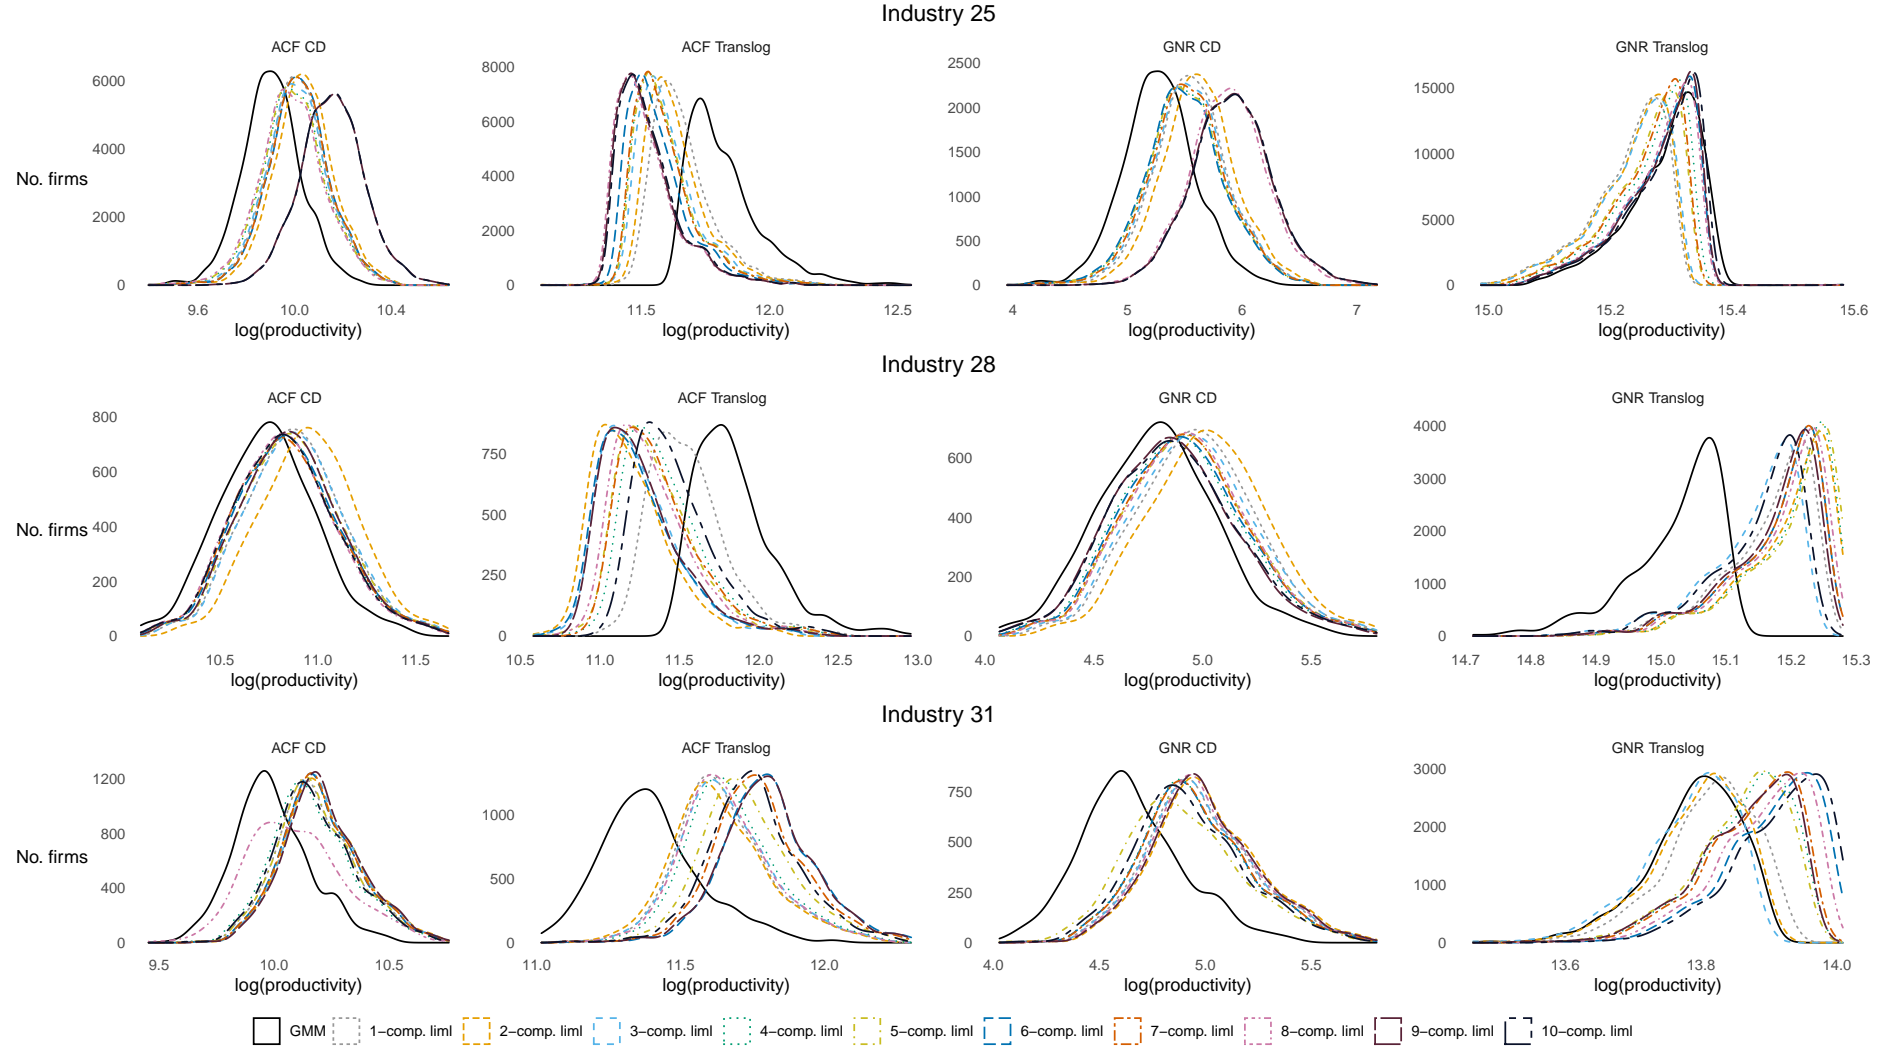 Industry 25
ACF CD
ACF Translog
GNR CD
GNR Translog
No. firms
6000
4000
2000
0
9.6 10.0 10.4
log(productivity)
8000
6000
4000
2000
0
11.5 12.0 12.5
log(productivity)
2500
2000
1500
1000
500
0
4 5 6 7
log(productivity)
15000
10000
5000
0
15.0 15.2 15.4 15.6
log(productivity)
Industry 28
ACF CD
ACF Translog
GNR CD
GNR Translog
No. firms
800
600
400
200
0
10.5 11.0 11.5
log(productivity)
750
500
250
0
10.5 11.0 11.5 12.0 12.5 13.0
log(productivity)
600
400
200
0
4.0 4.5 5.0 5.5
log(productivity)
4000
3000
2000
1000
0
14.7 14.8 14.9 15.0 15.1 15.2 15.3
log(productivity)
Industry 31
ACF CD
ACF Translog
GNR CD
GNR Translog
No. firms
1200
800
400
0
9.5 10.0 10.5
log(productivity)
1000
500
0
11.0 11.5 12.0
log(productivity)
750
500
250
0
4.0 4.5 5.0 5.5
log(productivity)
3000
2000
1000
0
13.6 13.8 14.0
log(productivity)
GMM 1−comp. liml 2−comp. liml 3−comp. liml 4−comp. liml 5−comp. liml 6−comp. liml 7−comp. liml 8−comp. liml 9−comp. liml 10−comp. liml